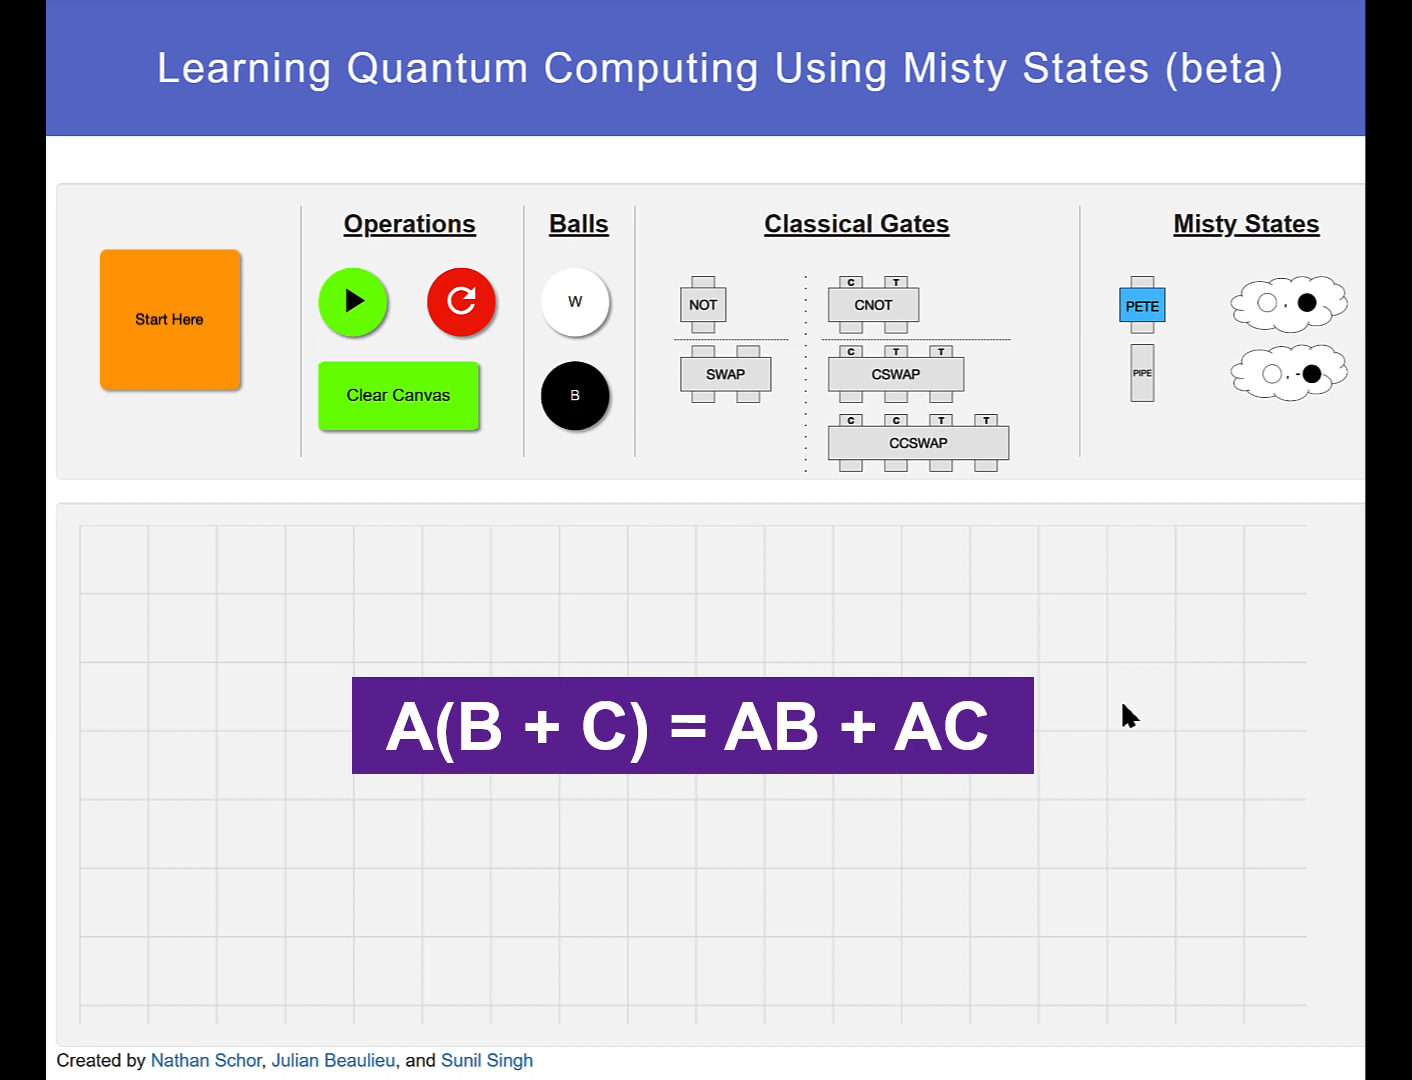 Learning Quantum Computing Using Misty States (beta)
Operations
Balls
Classical Gates
Misty States
Start Here
Clear Canvas
W
B
NOT
SWAP
C T
CNOT
C T T
CSWAP
C C T T
CCSWAP
PETE
PIPE
, 
, -
A(B + C) = AB + AC
Created by Nathan Schor, Julian Beaulieu, and Sunil Singh